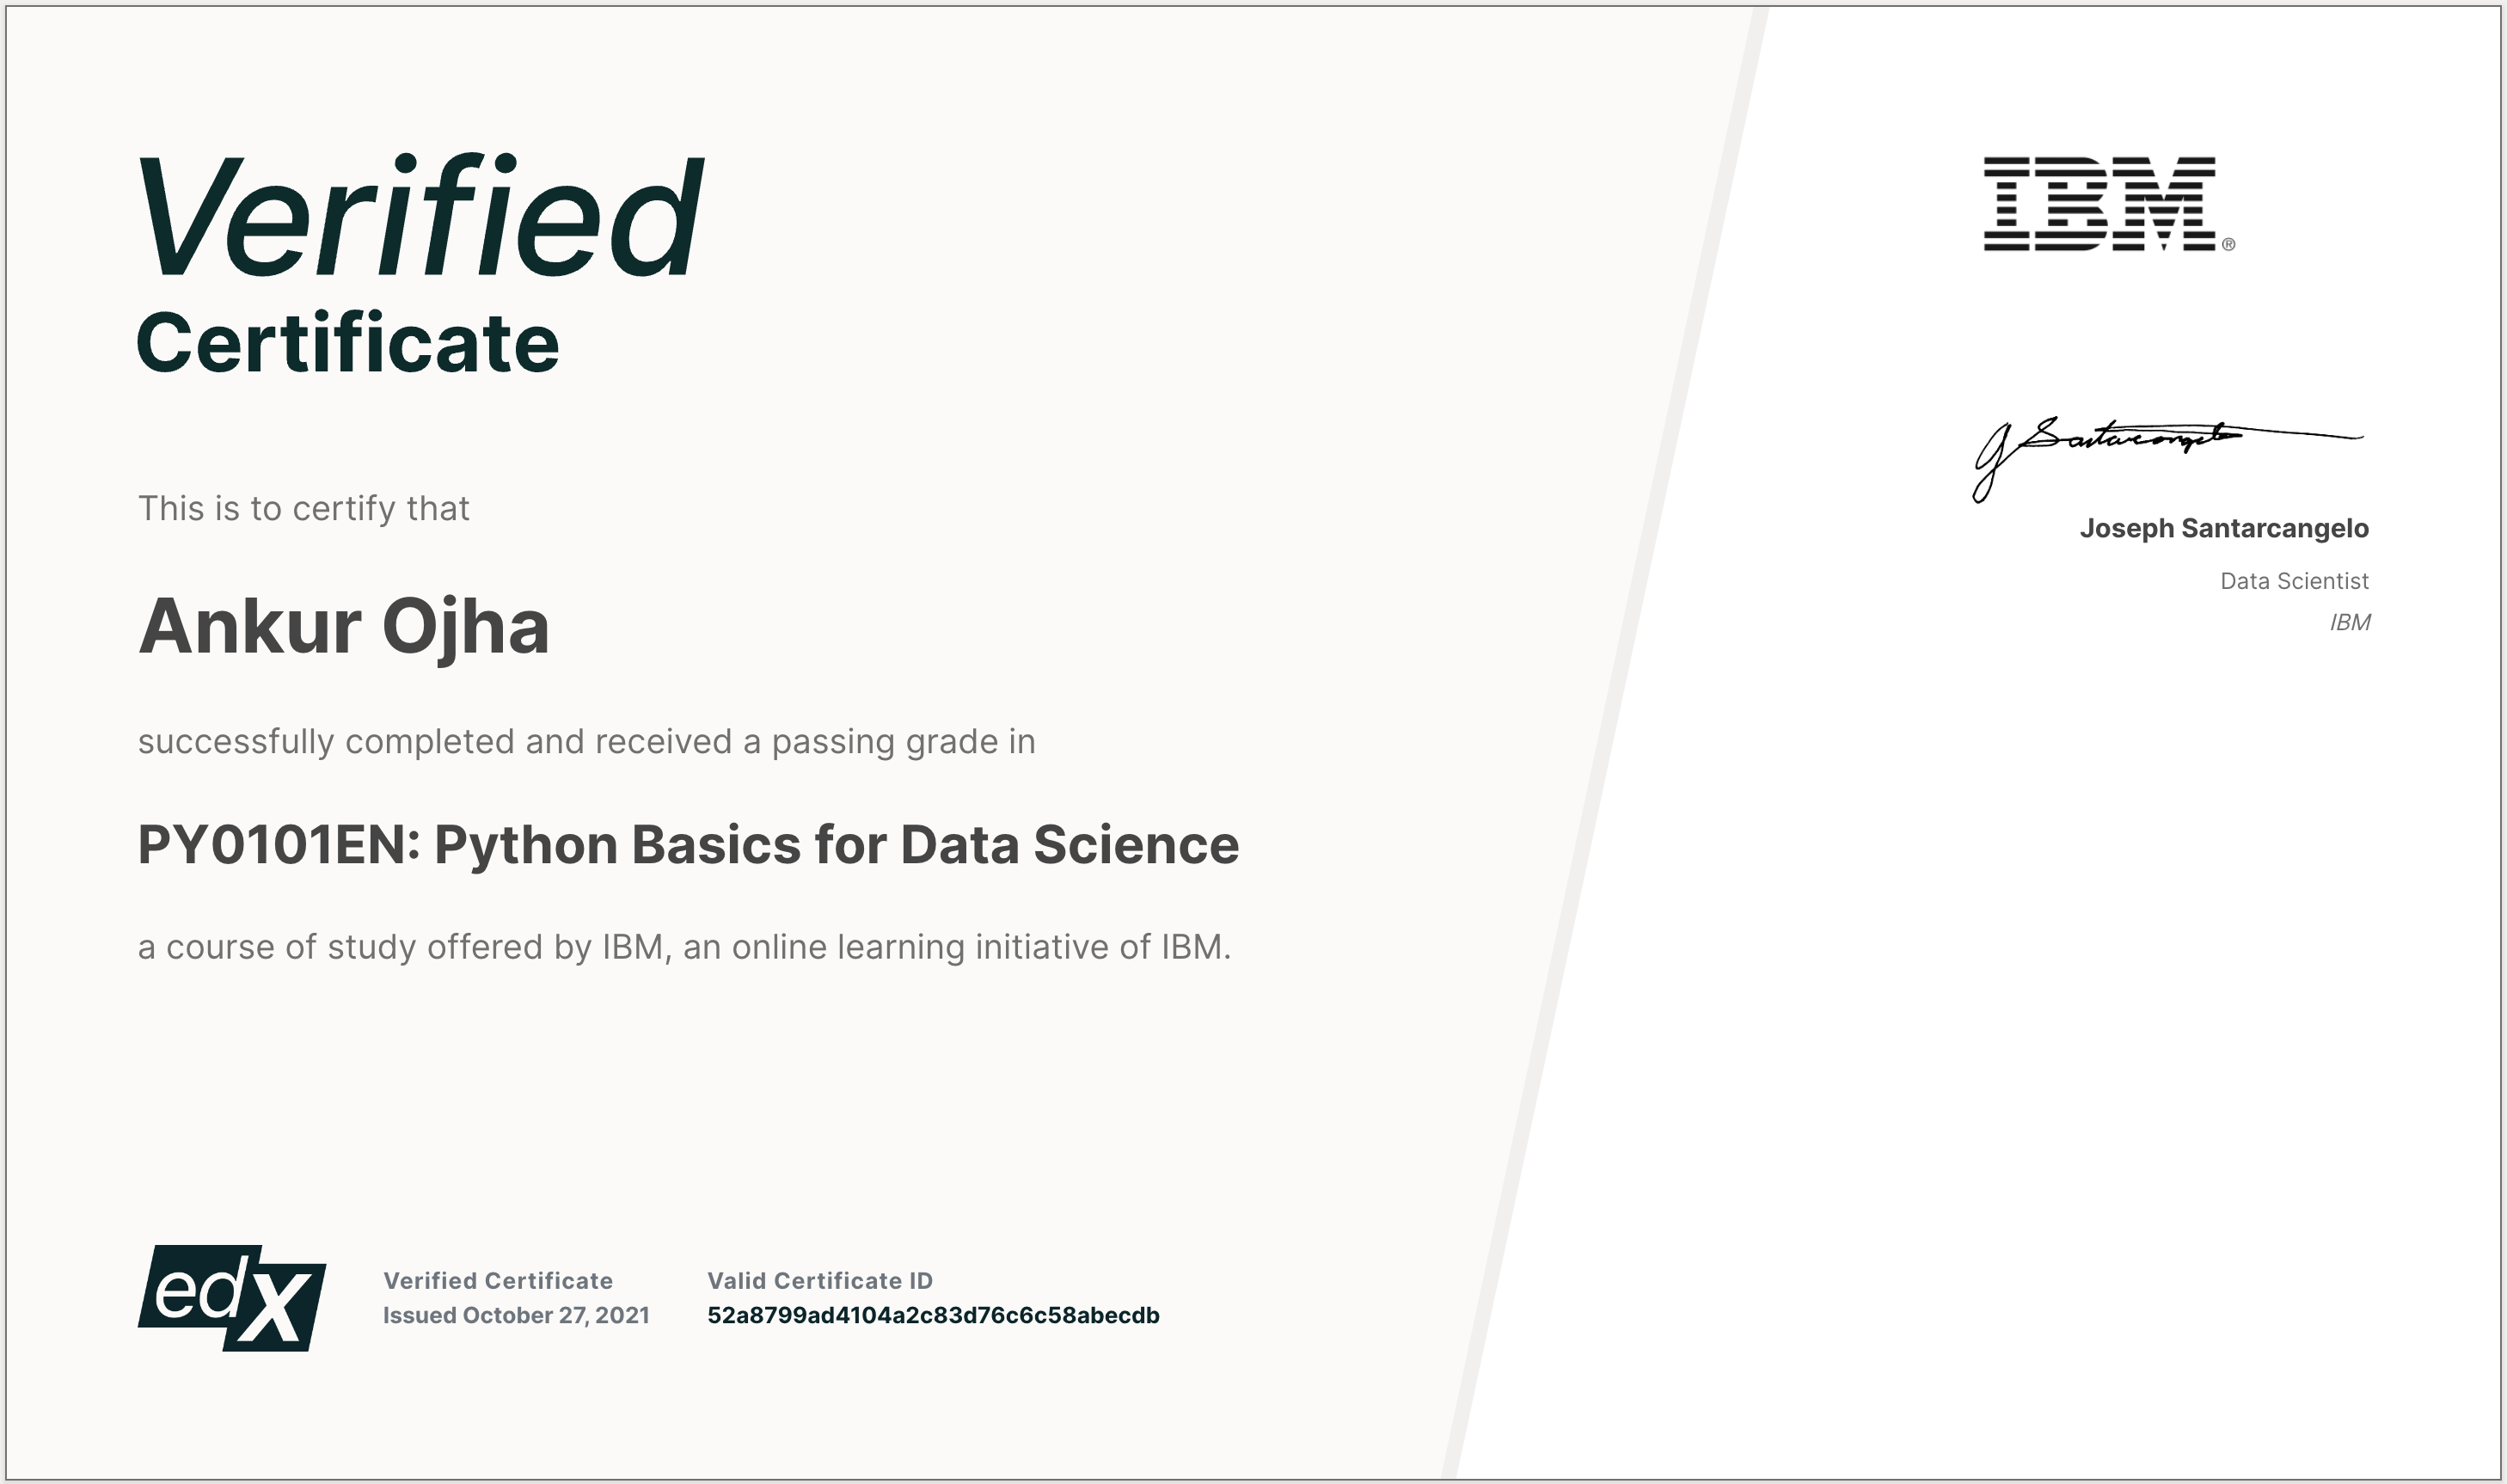 Verified
Certificate
This is to certify that
Ankur Ojha
successfully completed and received a passing grade in
PY0101EN: Python Basics for Data Science
a course of study offered by IBM, an online learning initiative of IBM.
edX
Verified Certificate
Issued October 27, 2021
Valid Certificate ID
52a8799ad4104a2c83d76c6c58abecdb
IBM®
J Santarcangelo
Joseph Santarcangelo
Data Scientist
IBM